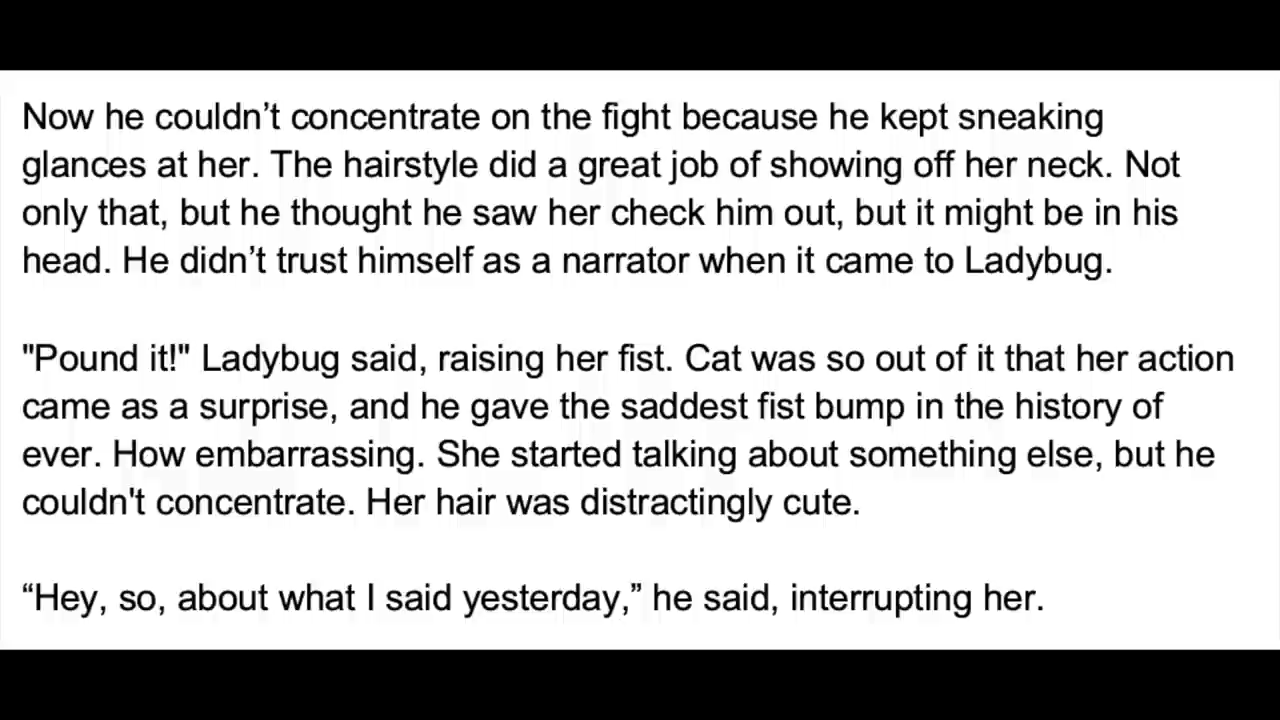 Now he couldn’t concentrate on the fight because he kept sneaking
glances at her. The hairstyle did a great job of showing off her neck. Not
only that, but he thought he saw her check him out, but it might be in his
head. He didn’t trust himself as a narrator when it came to Ladybug.
"Pound it!" Ladybug said, raising her fist. Cat was so out of it that her action
came as a surprise, and he gave the saddest fist bump in the history of
ever. How embarrassing. She started talking about something else, but he
couldn't concentrate. Her hair was distractingly cute.
“Hey, so, about what I said yesterday,” he said, interrupting her.